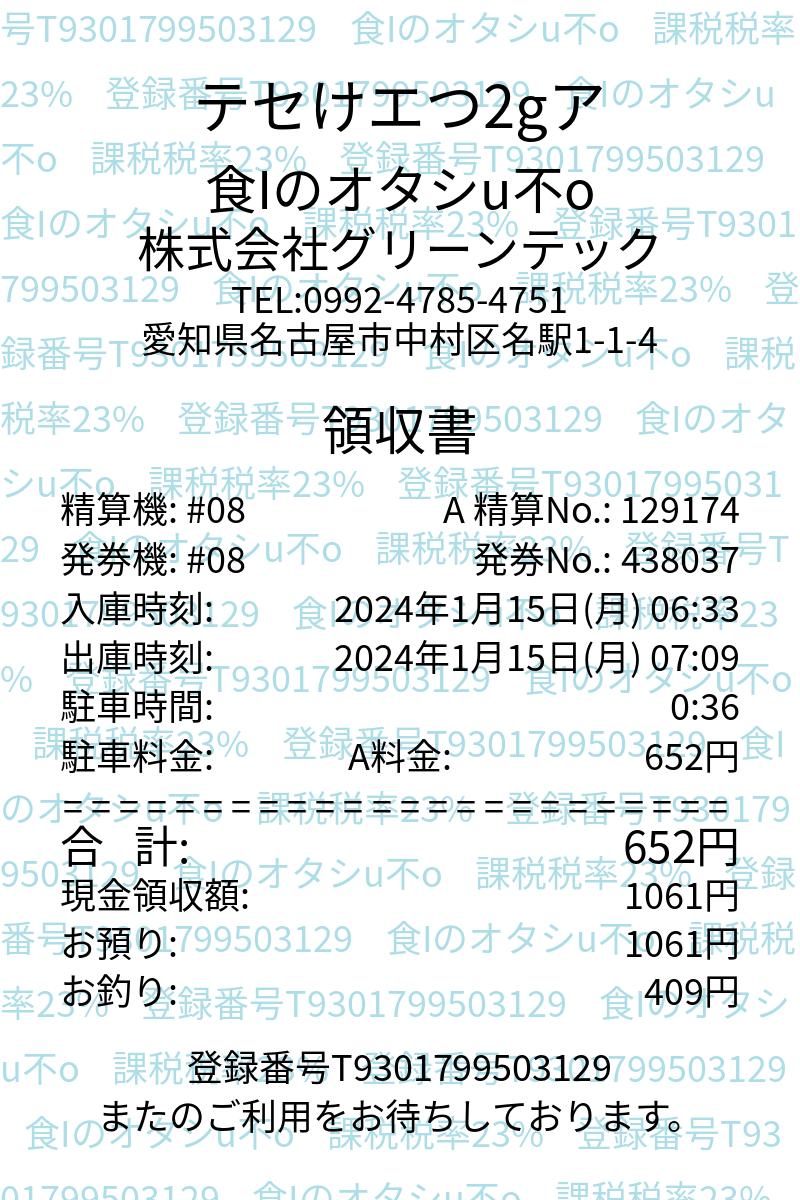 テセけエつ2gア
食Iのオタシu不o
株式会社グリーンテック
TEL:0992-4785-4751
愛知県名古屋市中村区名駅1-1-4
領収書
精算機: #08 A 精算No.: 129174
発券機: #08 発券No.: 438037
入庫時刻: 2024年1月15日(月) 06:33
出庫時刻: 2024年1月15日(月) 07:09
駐車時間: 0:36
駐車料金: A料金: 652円
========================
合 計: 652円
現金領収額: 1061円
お預り: 1061円
お釣り: 409円
登録番号T9301799503129
またのご利用をお待ちしております。
号T9301799503129 食Iのオタシu不o 課税税率
23% 登録番号T9301799503129 食Iのオタシu
不o 課税税率23% 登録番号T9301799503129
食Iのオタシu不o 課税税率23% 登録番号T9301
799503129 食Iのオタシu不o 課税税率23% 登
録番号T9301799503129 食Iのオタシu不o 課税
税率23% 登録番号T9301799503129 食Iのオタ
シu不o 課税税率23% 登録番号T93017995031
29 食Iのオタシu不o 課税税率23% 登録番号T
9301799503129 食Iのオタシu不o 課税税率23
% 登録番号T9301799503129 食Iのオタシu不o
課税税率23% 登録番号T9301799503129 食I
のオタシu不o 課税税率23% 登録番号T930179
9503129 食Iのオタシu不o 課税税率23% 登録
番号T9301799503129 食Iのオタシu不o 課税税
率23% 登録番号T9301799503129 食Iのオタシ
u不o 課税税率23% 登録番号T9301799503129
食Iのオタシu不o 課税税率23% 登録番号T93
01799503129 食Iのオタシu不o 課税税率23%